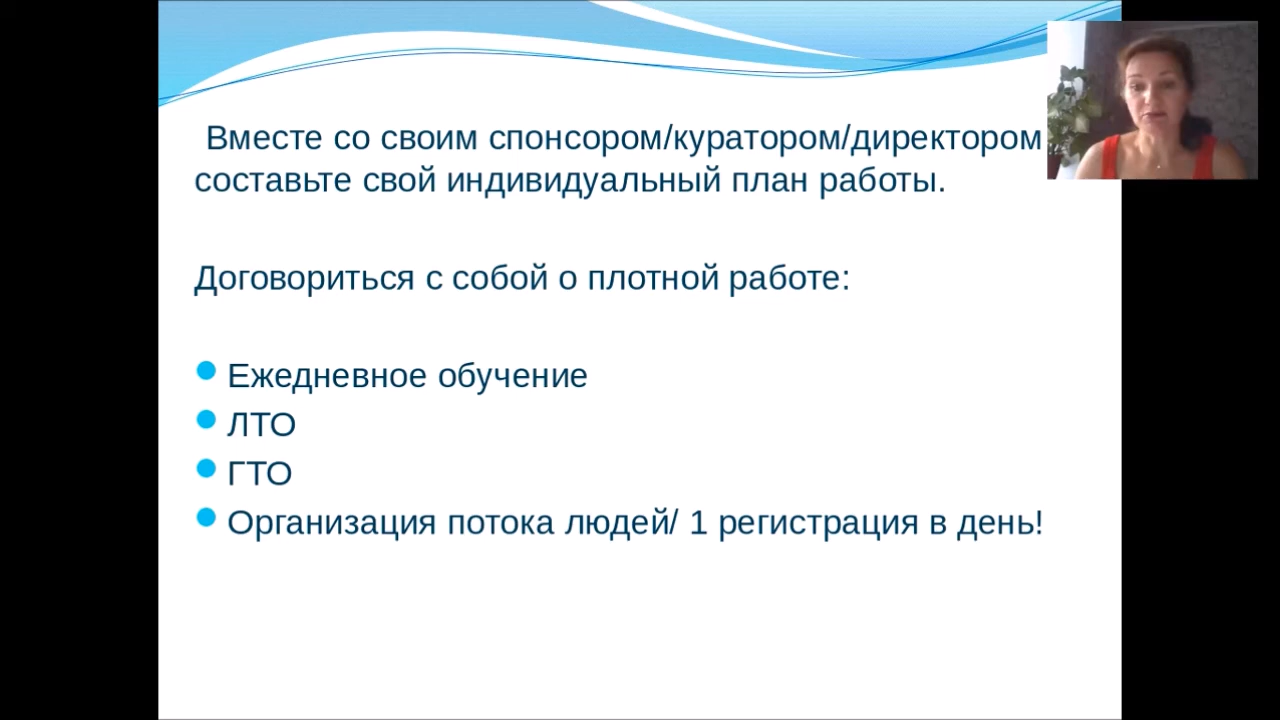 Вместе со своим спонсором/куратором/директором
составьте свой индивидуальный план работы.
Договориться с собой о плотной работе:
Ежедневное обучение
ЛТО
ГТО
Организация потока людей/ 1 регистрация в день!